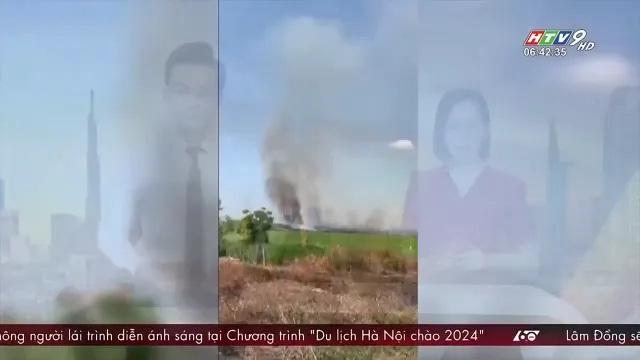 HTV9 HD
06:42:35
hông người lái trình diễn ánh sáng tại Chương trình "Du lịch Hà Nội chào 2024" 60 Lâm Đồng sẽ